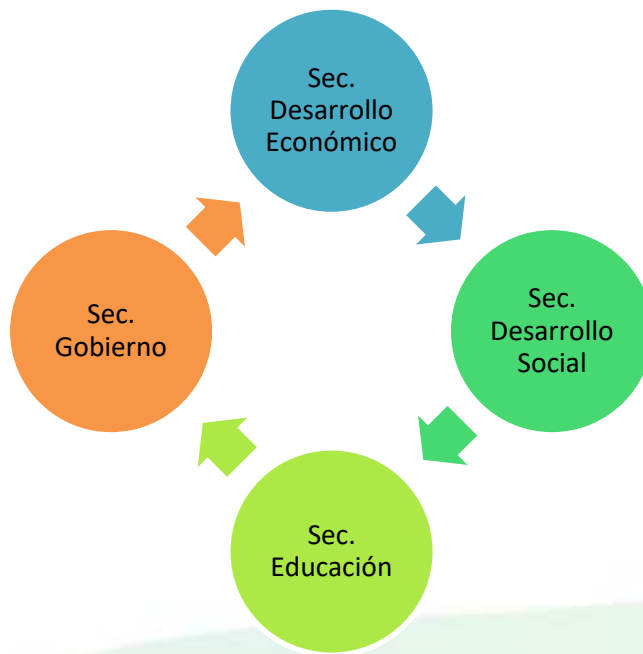 Sec.
Desarrollo
Económico
Sec.
Desarrollo
Social
Sec.
Educación
Sec.
Gobierno